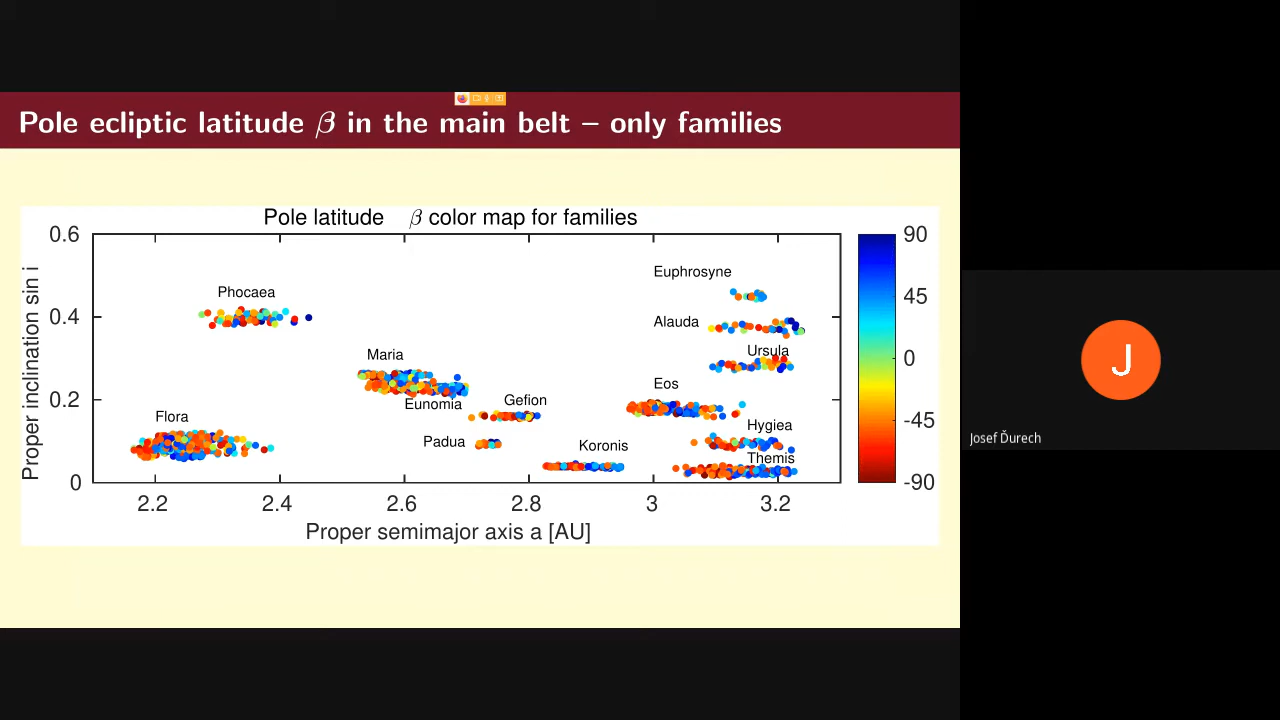 Pole ecliptic latitude β in the main belt – only families
Pole latitude β color map for families
0.6
0.4
0.2
0
Proper inclination sin i
Phocaea
Flora
Maria
Eunomia
Gefion
Padua
Koronis
Euphrosyne
Alauda
Ursula
Eos
Hygiea
Themis
2.2 2.4 2.6 2.8 3 3.2
Proper semimajor axis a [AU]
90
45
0
-45
-90
J
Josef Ďurech